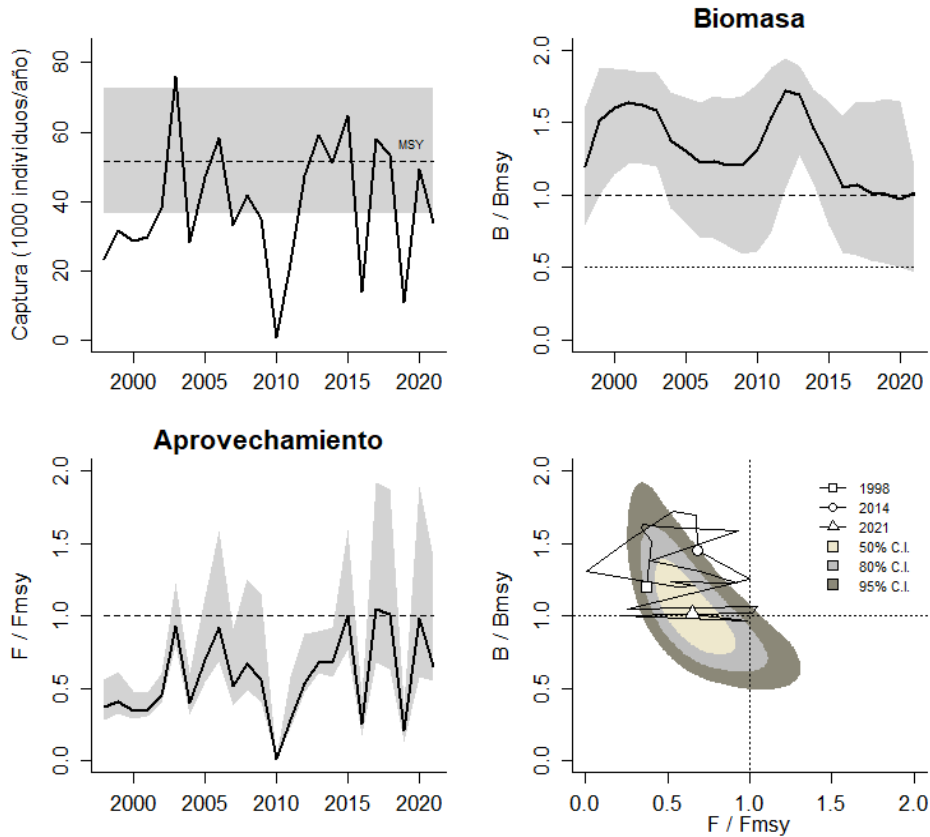 Captura (1000 individuos/año)
80
60
40
20
0
MSY
2000 2005 2010 2015 2020
Biomasa
B / Bmsy
2.0
1.5
1.0
0.5
0.0
2000 2005 2010 2015 2020
Aprovechamiento
F / Fmsy
2.0
1.5
1.0
0.5
0.0
2000 2005 2010 2015 2020
B / Bmsy
2.0
1.5
1.0
0.5
0.0
1998
2014
2021
50% C.I.
80% C.I.
95% C.I.
0.0 0.5 1.0 1.5 2.0
F / Fmsy